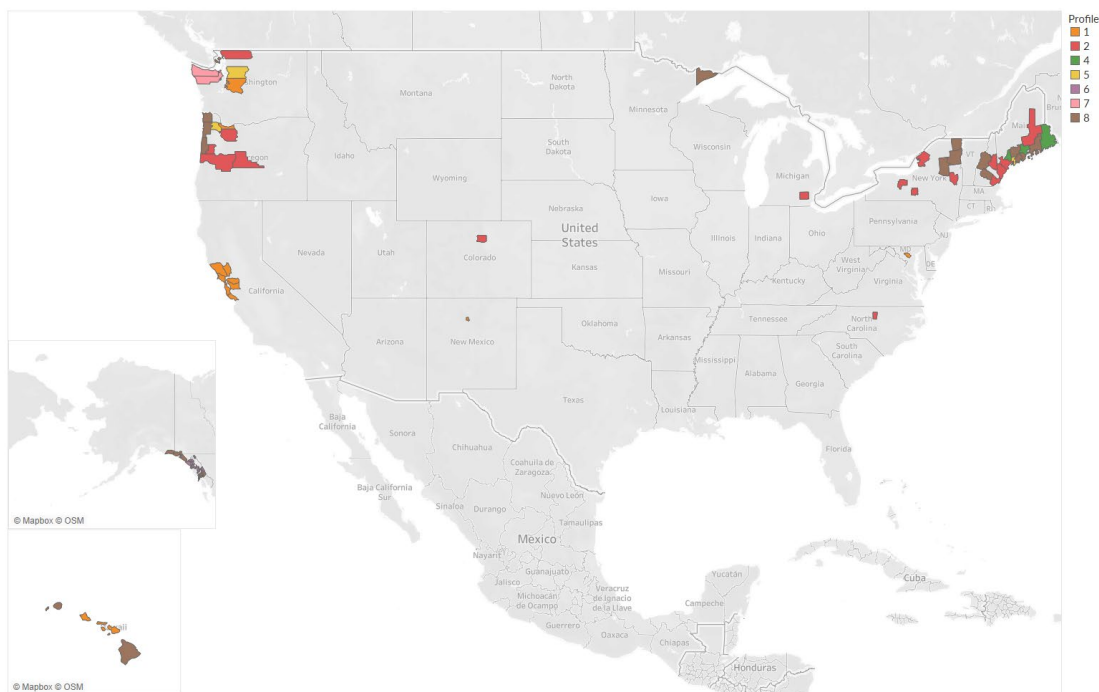 Profile
1
2
4
5
6
7
8
Washington
Montana
North
Dakota
Minnesota
Oregon
Idaho
South
Dakota
Wisconsin
Michigan
Wyoming
VT
New York
MA
CT
RI
Nebraska
Iowa
Pennsylvania
NJ
Nevada
Utah
Colorado
United
States
Illinois
Indiana
Ohio
MD
DE
West
Virginia
Virginia
California
Kansas
Missouri
Kentucky
Arizona
New Mexico
Oklahoma
Arkansas
Tennessee
North
Carolina
South
Carolina
Mississippi
Alabama
Georgia
Texas
Louisiana
Florida
Baja
California
Sonora
Chihuahua
Coahuila de
Zaragoza
Baja California
Sur
Sinaloa
Durango
Nuevo León
Tamaulipas
Mexico
Nayarit
Guanajuato
Jalisco
Michoacán
de Ocampo
Veracruz
de Ignacio
de la Llave
Guerrero
Oaxaca
Chiapas
Campeche
Yucatán
Cuba
Honduras
© Mapbox © OSM
© Mapbox © OSM